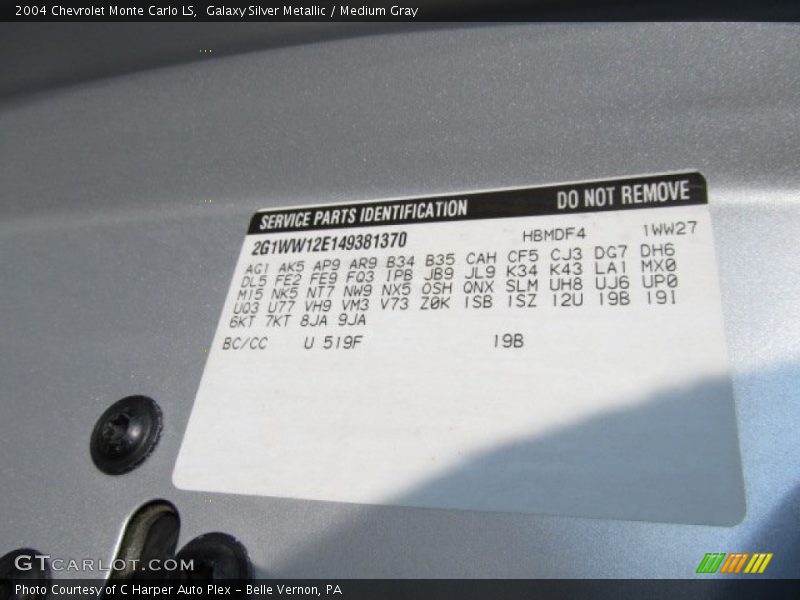 2004 Chevrolet Monte Carlo LS, Galaxy Silver Metallic / Medium Gray
SERVICE PARTS IDENTIFICATION DO NOT REMOVE
2G1WW12E149381370 HBMDF4 1WW27
AG1 AK5 AP9 AR9 B34 B35 CAH CF5 CJ3 DG7 DH6
DL5 FE2 FE9 FQ3 IPB JB9 JL9 K34 K43 LA1 MX0
M15 NK5 NT7 NW9 NX5 OSH QNX SLM UH8 UJ6 UP0
UQ3 U77 VH9 VM3 V73 Z0K 1SB 1SZ 12U 19B 19I
6KT 7KT 8JA 9JA
BC/CC U 519F 19B
GTCARLOT.COM
Photo Courtesy of C Harper Auto Plex - Belle Vernon, PA